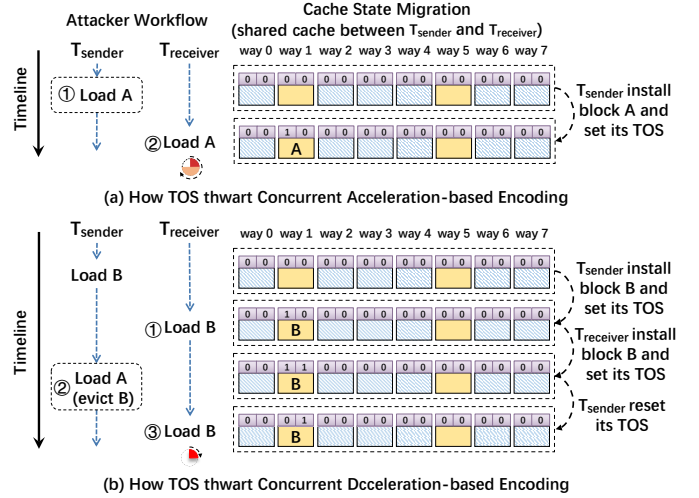 Attacker Workflow
Cache State Migration
(shared cache between Tsender and Treceiver)
Tsender Treceiver way 0 way 1 way 2 way 3 way 4 way 5 way 6 way 7
Timeline
0 0 0 0 0 0 0 0 0 0 0 0 0 0 0 0
① Load A
Tsender install
block A and
set its TOS
0 0 1 0 0 0 0 0 0 0 0 0 0 0 0 0
② Load A
A
(a) How TOS thwart Concurrent Acceleration-based Encoding
Tsender Treceiver way 0 way 1 way 2 way 3 way 4 way 5 way 6 way 7
Timeline
0 0 0 0 0 0 0 0 0 0 0 0 0 0 0 0
Load B
Tsender install
block B and
set its TOS
0 0 1 0 0 0 0 0 0 0 0 0 0 0 0 0
① Load B
B
Treceiver install
block B and
set its TOS
0 0 1 1 0 0 0 0 0 0 0 0 0 0 0 0
② Load A
(evict B)
B
Tsender reset
its TOS
0 0 0 1 0 0 0 0 0 0 0 0 0 0 0 0
③ Load B
B
(b) How TOS thwart Concurrent Dcceleration-based Encoding